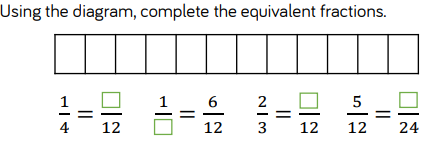 Using the diagram, complete the equivalent fractions.
1/4 = □/12 1/□ = 6/12 2/3 = □/12 5/12 = □/24